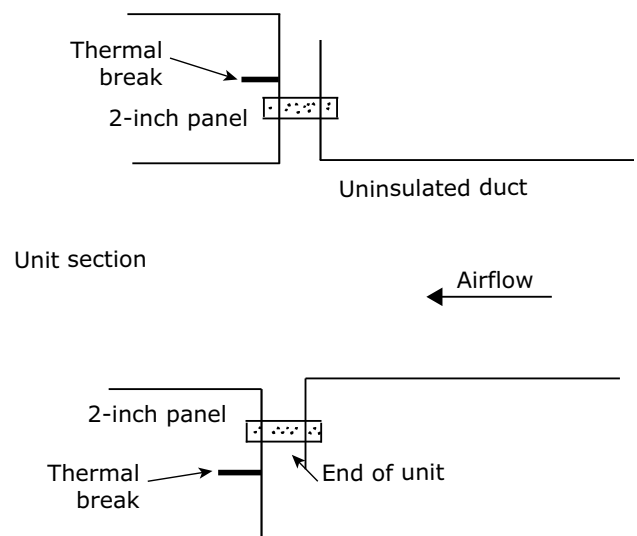 Thermal
break
2-inch panel
Uninsulated duct
Unit section
Airflow
2-inch panel
Thermal
break
End of unit